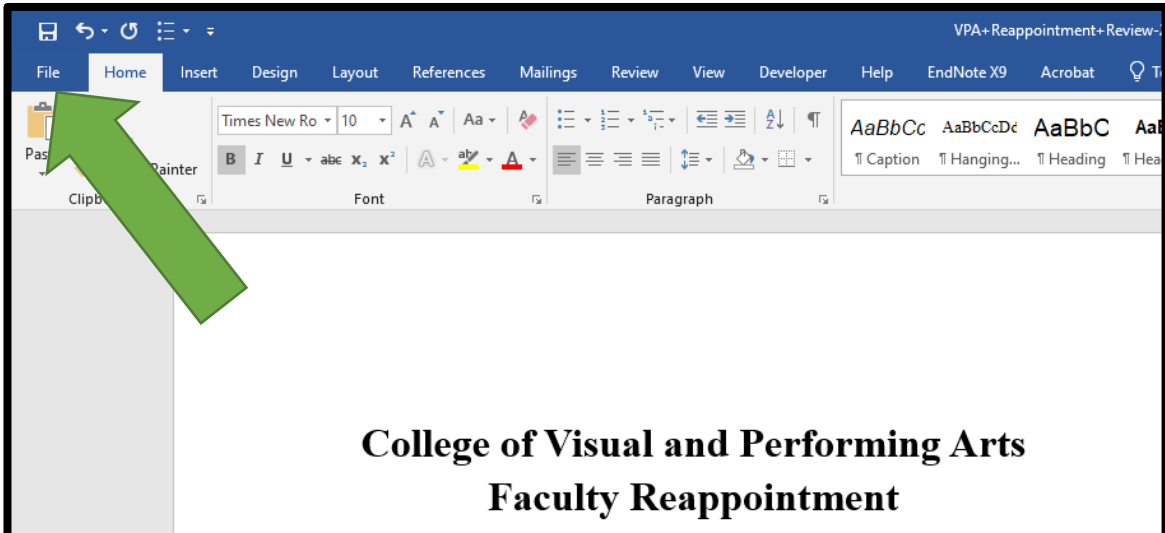 VPA+Reappointment+Review-
File Home Insert Design Layout References Mailings Review View Developer Help EndNote X9 Acrobat
Times New Ro 10 Aa
AaBbCc AaBbCcDd AaBbC
Painter B I U abc x₂ x² A ab A ¶ Caption ¶ Hanging... ¶ Heading
Font Paragraph
College of Visual and Performing Arts
Faculty Reappointment